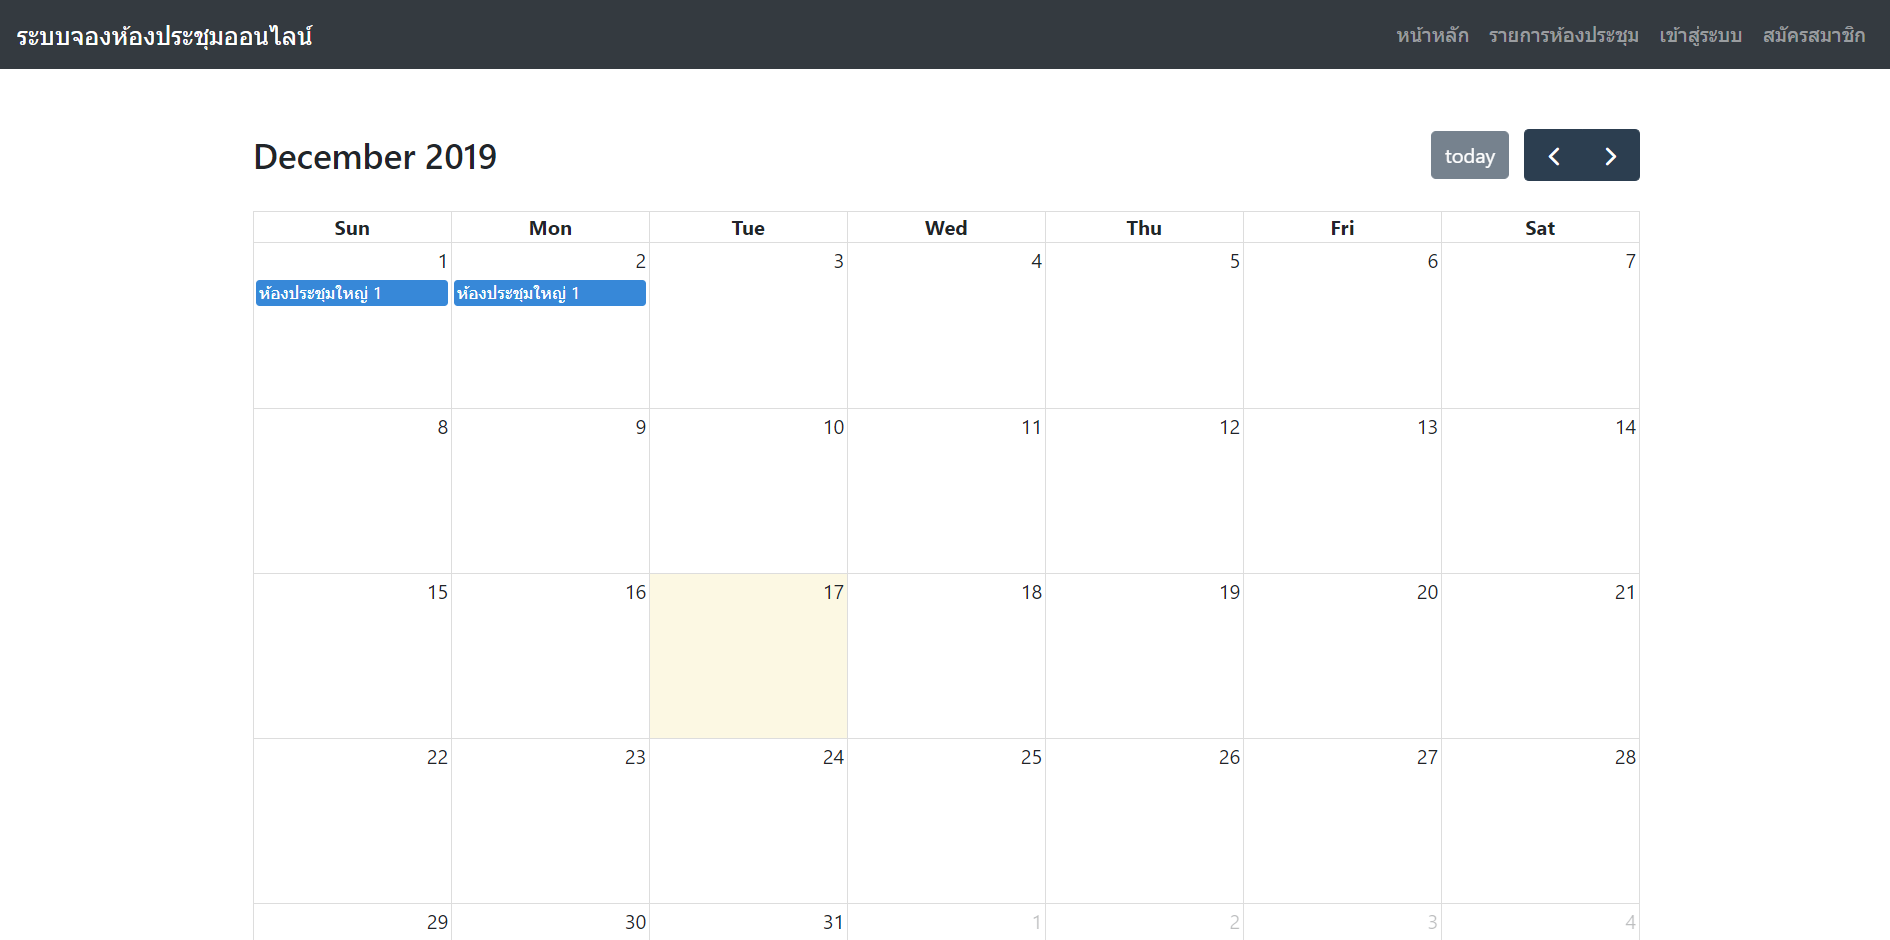 ระบบจองห้องประชุมออนไลน์
หน้าหลัก รายการห้องประชุม เข้าสู่ระบบ สมัครสมาชิก
December 2019
today
Sun Mon Tue Wed Thu Fri Sat
1 2 3 4 5 6 7
ห้องประชุมใหญ่ 1 ห้องประชุมใหญ่ 1
8 9 10 11 12 13 14
15 16 17 18 19 20 21
22 23 24 25 26 27 28
29 30 31 1 2 3 4